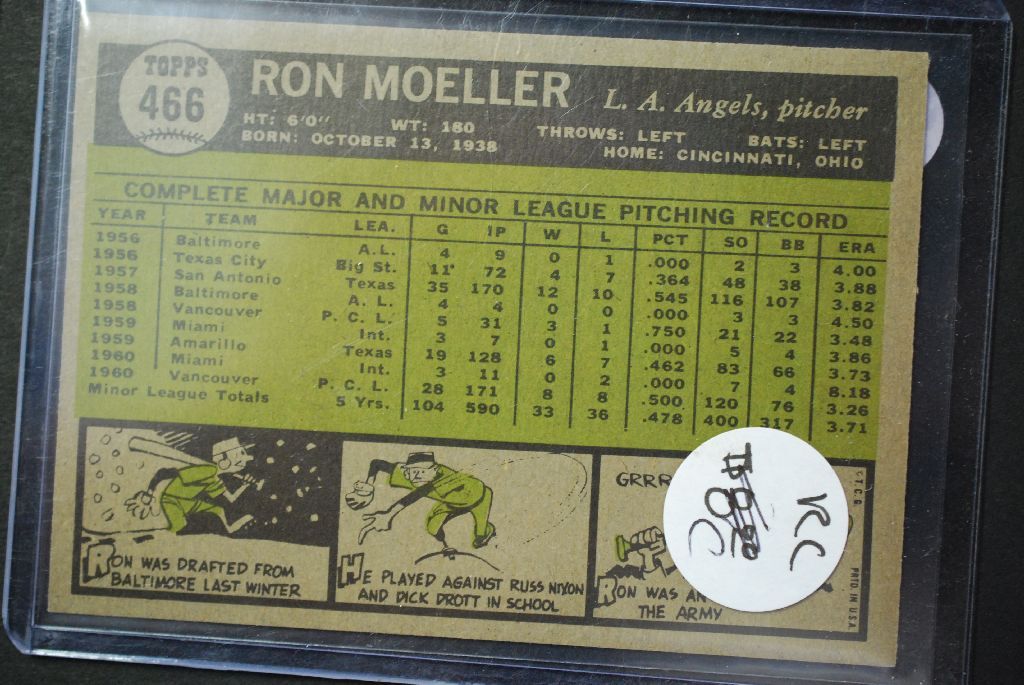 TOPPS
466
RON MOELLER L. A. Angels, pitcher
HT: 6'0" WT: 180 THROWS: LEFT BATS: LEFT
BORN: OCTOBER 13, 1938 HOME: CINCINNATI, OHIO
COMPLETE MAJOR AND MINOR LEAGUE PITCHING RECORD
YEAR TEAM LEA. G IP W L PCT SO BB ERA
1956 Baltimore A.L. 4 9 0 1 .000 2 3 4.00
1956 Texas City Big St. 11 72 4 7 .364 48 38 3.88
1957 San Antonio Texas 35 170 12 10 .545 116 107 3.82
1958 Baltimore A. L. 4 4 0 0 .000 3 3 4.50
1958 Vancouver P. C. L. 5 31 3 1 .750 21 22 3.48
1959 Miami Int. 3 7 0 1 .000 5 4 3.86
1959 Amarillo Texas 19 128 6 7 .462 83 66 3.73
1960 Miami Int. 3 11 0 2 .000 7 4 8.18
1960 Vancouver P. C. L. 28 171 8 8 .500 120 76 3.26
Minor League Totals 5 Yrs. 104 590 33 36 .478 400 317 3.71
RON WAS DRAFTED FROM
BALTIMORE LAST WINTER
HE PLAYED AGAINST RUSS NIXON
AND DICK DROTT IN SCHOOL
GRRR
RON WAS
THE ARMY
T.C.G.
PRTD IN U.S.A.